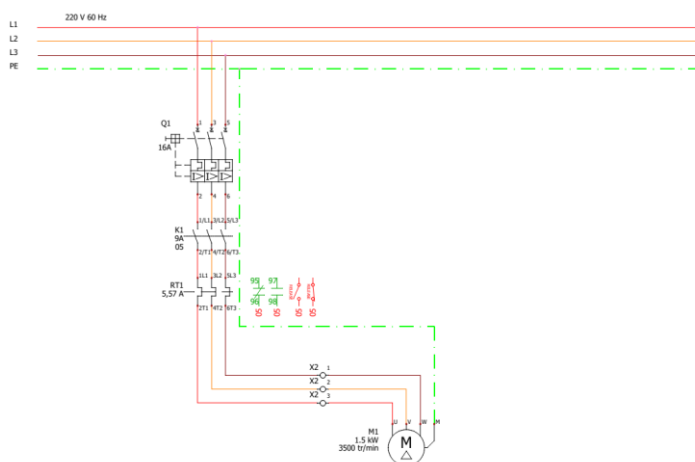 220 V 60 Hz
L1
L2
L3
PE
Q1
16A
1 3 5
2 4 6
K1
9A
05
1/L1 3/L2 5/L3
2/T1 4/T2 6/T3
RT1
5,57 A
1L1 3L2 5L3
2T1 4T2 6T3
95 97
96 98
05 05 05 05
X2 1
X2 2
X2 3
U V W M
M1
1.5 kW
3500 tr/min
M